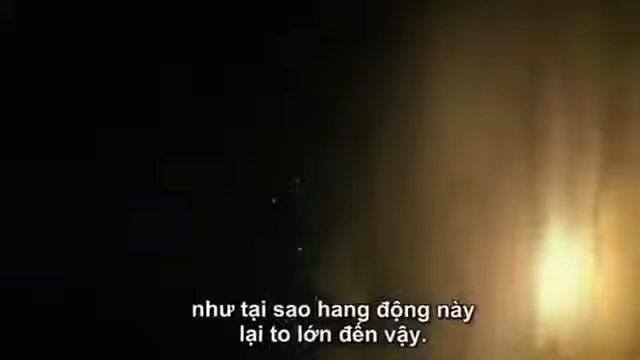 như tại sao hang động này
lại to lớn đến vậy.